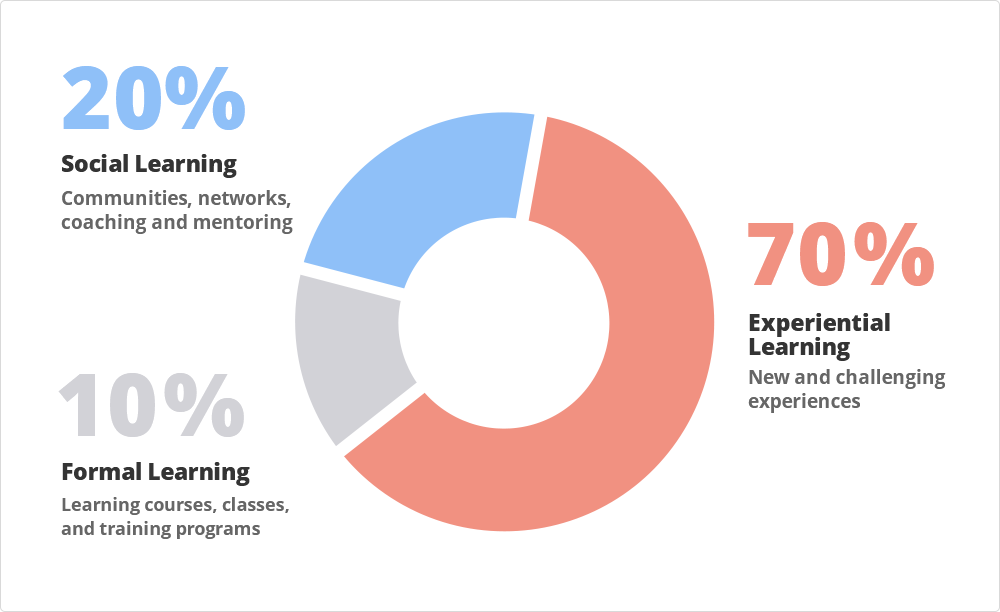 20%
Social Learning
Communities, networks,
coaching and mentoring
70%
Experiential
Learning
New and challenging
experiences
10%
Formal Learning
Learning courses, classes,
and training programs